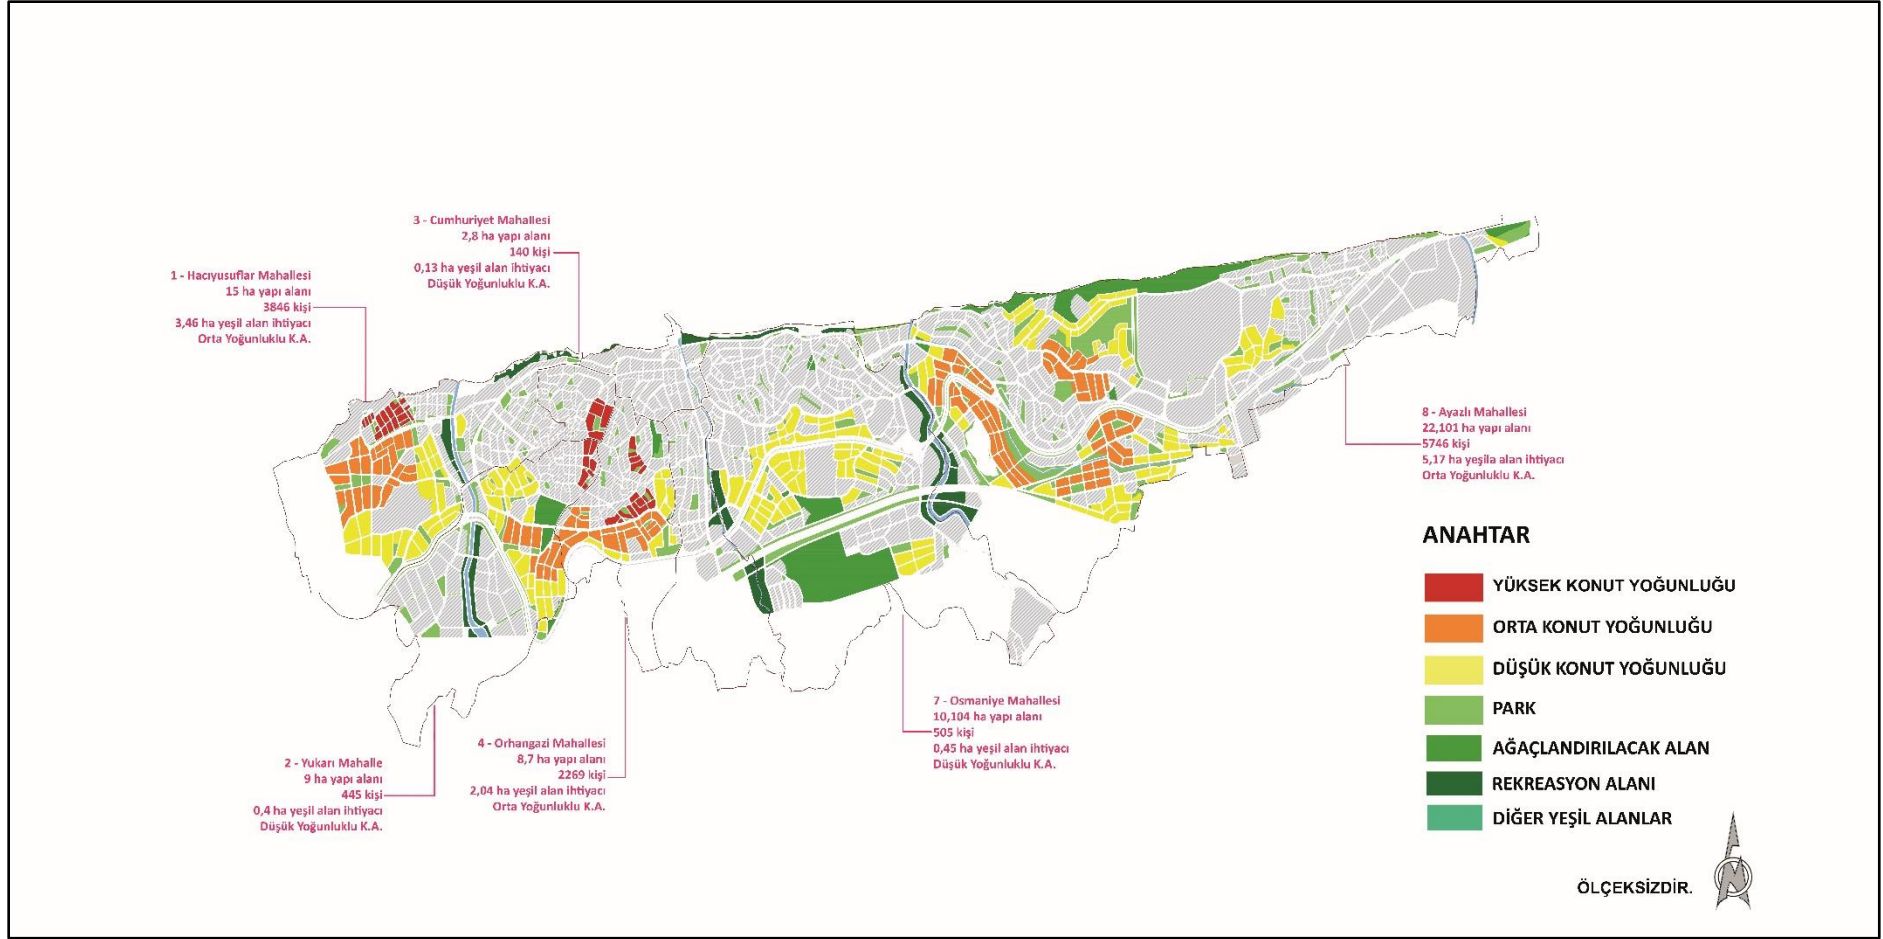 3 - Cumhuriyet Mahallesi
2,8 ha yapı alanı
140 kişi
0,13 ha yeşil alan ihtiyacı
Düşük Yoğunluklu K.A.
1 - Hacıyusuflar Mahallesi
15 ha yapı alanı
3846 kişi
3,46 ha yeşil alan ihtiyacı
Orta Yoğunluklu K.A.
8 - Ayazlı Mahallesi
22,101 ha yapı alanı
5746 kişi
5,17 ha yeşila alan ihtiyacı
Orta Yoğunluklu K.A.
7 - Osmaniye Mahallesi
10,104 ha yapı alanı
505 kişi
0,45 ha yeşil alan ihtiyacı
Düşük Yoğunluklu K.A.
4 - Orhangazi Mahallesi
8,7 ha yapı alanı
2269 kişi
2,04 ha yeşil alan ihtiyacı
Orta Yoğunluklu K.A.
2 - Yukarı Mahalle
9 ha yapı alanı
445 kişi
0,4 ha yeşil alan ihtiyacı
Düşük Yoğunluklu K.A.
ANAHTAR
YÜKSEK KONUT YOĞUNLUĞU
ORTA KONUT YOĞUNLUĞU
DÜŞÜK KONUT YOĞUNLUĞU
PARK
AĞAÇLANDIRILACAK ALAN
REKREASYON ALANI
DİĞER YEŞİL ALANLAR
ÖLÇEKSİZDİR.